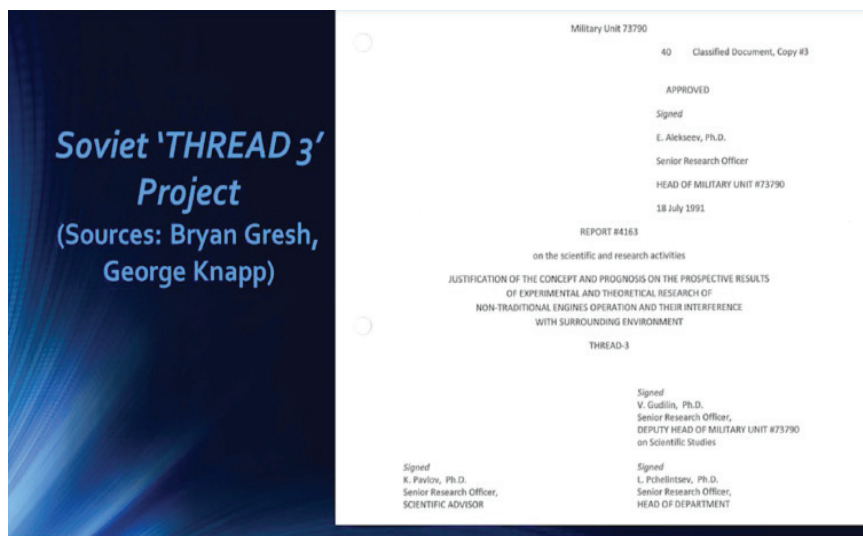 Soviet ‘THREAD 3’
Project
(Sources: Bryan Gresh,
George Knapp)
Military Unit 73790
40 Classified Document, Copy #3
APPROVED
Signed
E. Alekseev, Ph.D.
Senior Research Officer
HEAD OF MILITARY UNIT #73790
18 July 1991
REPORT #4163
on the scientific and research activities
JUSTIFICATION OF THE CONCEPT AND PROGNOSIS ON THE PROSPECTIVE RESULTS
OF EXPERIMENTAL AND THEORETICAL RESEARCH OF
NON-TRADITIONAL ENGINES OPERATION AND THEIR INTERFERENCE
WITH SURROUNDING ENVIRONMENT
THREAD-3
Signed
V. Gudilin, Ph.D.
Senior Research Officer,
DEPUTY HEAD OF MILITARY UNIT #73790
on Scientific Studies
Signed
K. Pavlov, Ph.D.
Senior Research Officer,
SCIENTIFIC ADVISOR
Signed
L. Pchelintsev, Ph.D.
Senior Research Officer,
HEAD OF DEPARTMENT